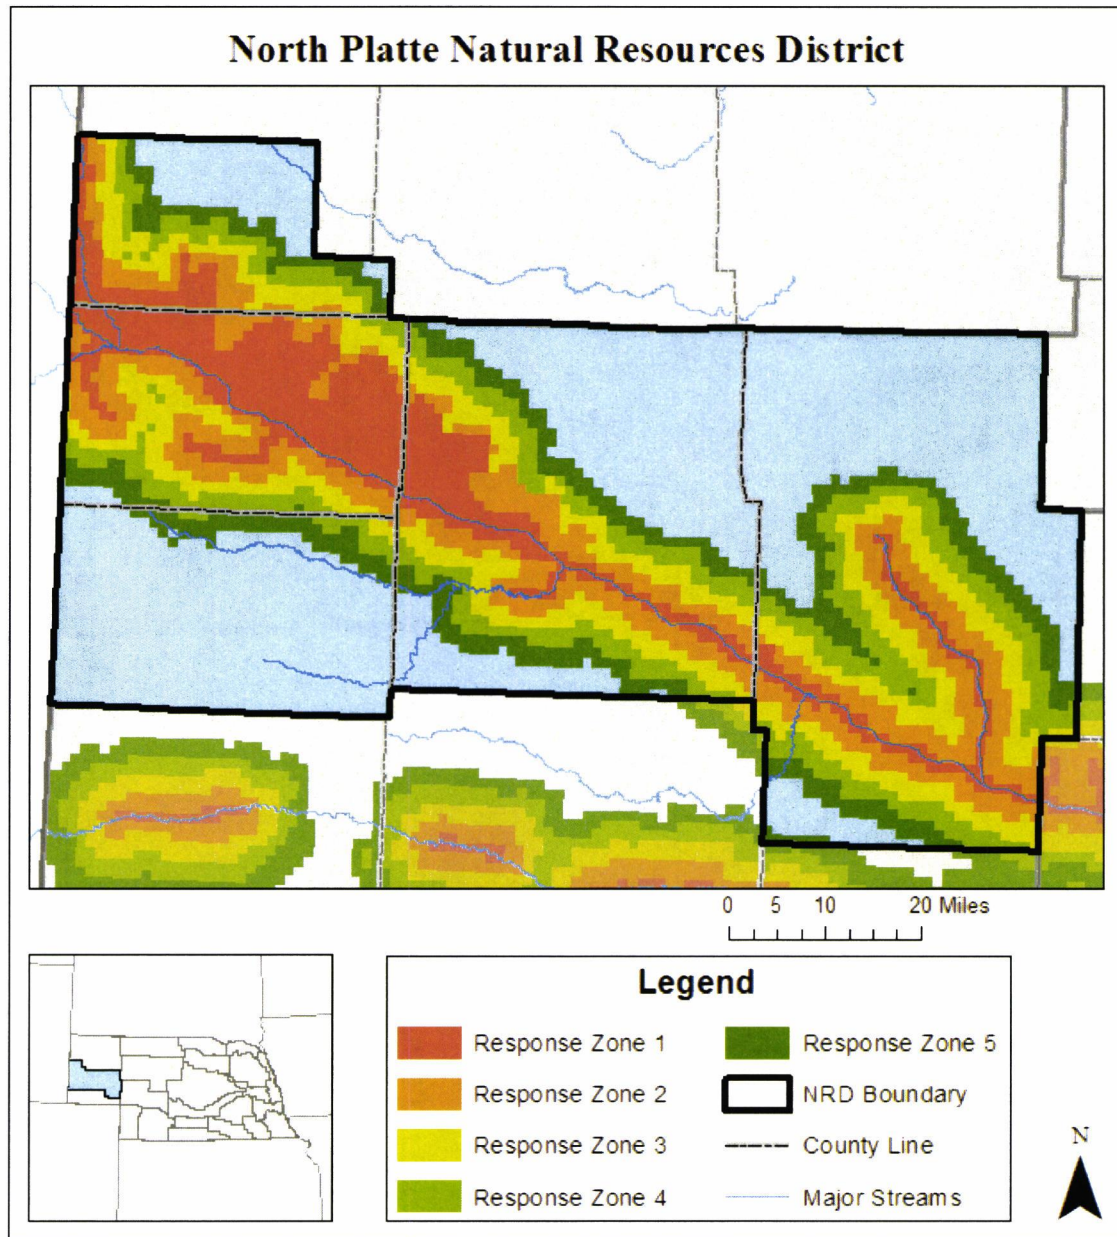 North Platte Natural Resources District
0 5 10 20 Miles
Legend
Response Zone 1
Response Zone 2
Response Zone 3
Response Zone 4
Response Zone 5
NRD Boundary
County Line
Major Streams
N